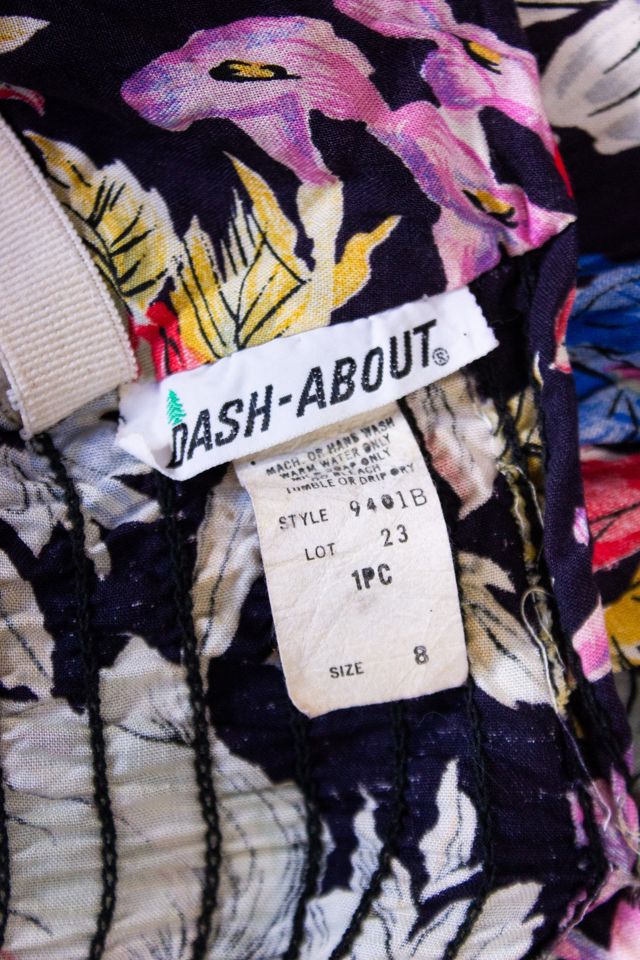 DASH-ABOUT®
MACH. OR HAND WASH
WARM WATER ONLY
TUMBLE OR DRIP DRY
STYLE 9401B
LOT 23
1PC
SIZE 8